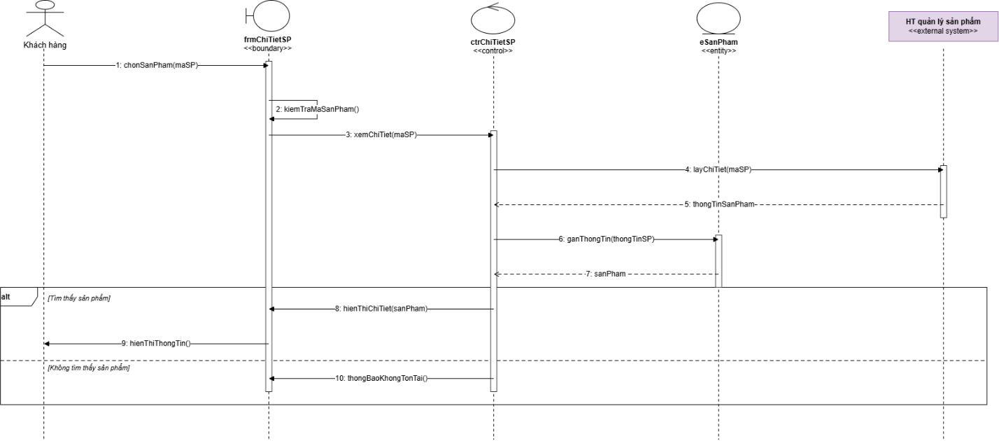 Khách hàng
frmChiTietSP
<<boundary>>
ctrChiTietSP
<<control>>
eSanPham
<<entity>>
HT quản lý sản phẩm
<<external system>>
1: chonSanPham(maSP)
2: kiemTraMaSanPham()
3: xemChiTiet(maSP)
4: layChiTiet(maSP)
5: thongTinSanPham
6: ganThongTin(thongTinSP)
7: sanPham
alt
[Tìm thấy sản phẩm]
8: hienThiChiTiet(sanPham)
9: hienThiThongTin()
[Không tìm thấy sản phẩm]
10: thongBaoKhongTonTai()